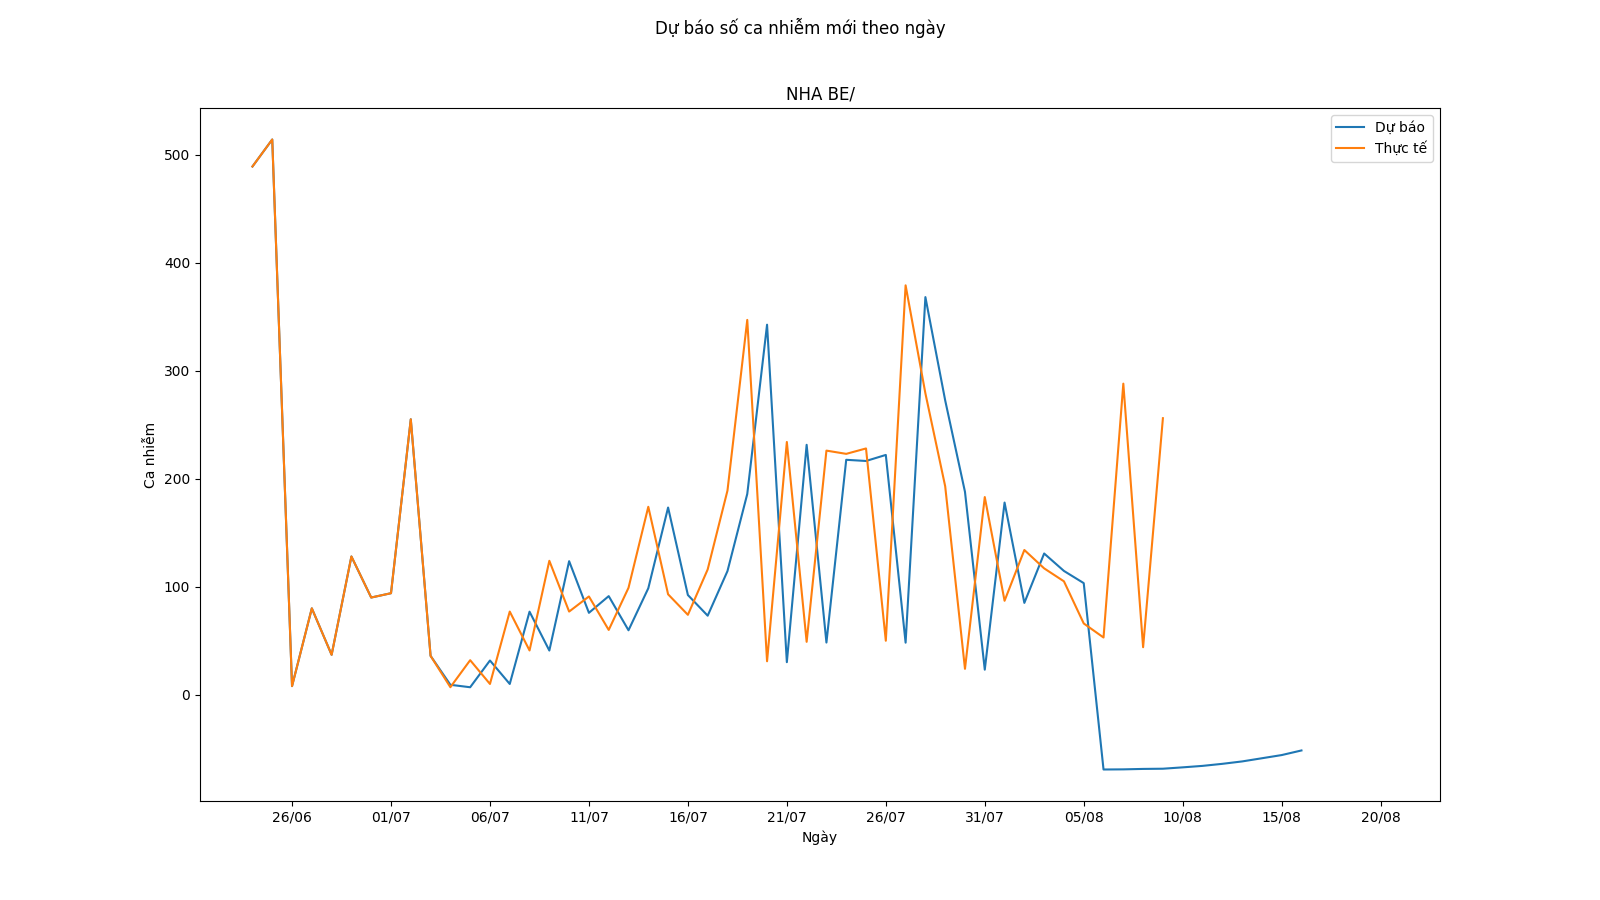 Dự báo số ca nhiễm mới theo ngày
NHA BE/
Dự báo
Thực tế
500
400
300
200
100
0
Ca nhiễm
26/06 01/07 06/07 11/07 16/07 21/07 26/07 31/07 05/08 10/08 15/08 20/08
Ngày